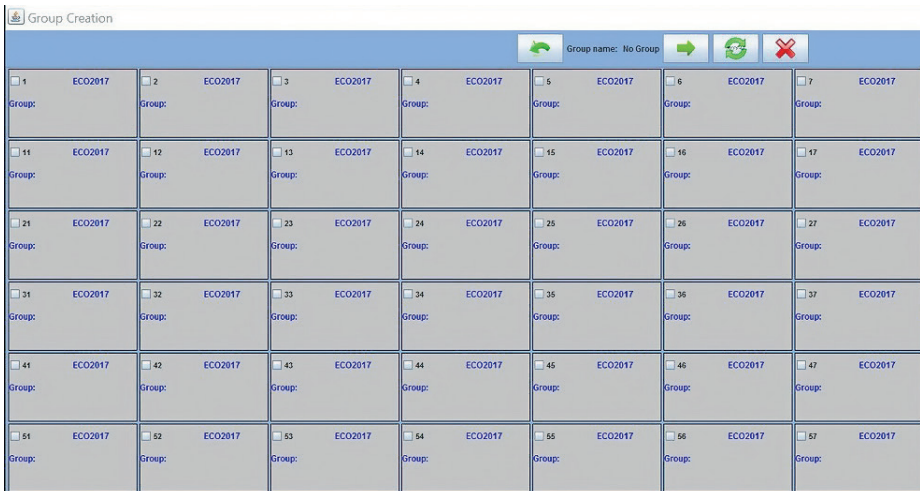 Group Creation
Group name: No Group
1 ECO2017 2 ECO2017 3 ECO2017 4 ECO2017 5 ECO2017 6 ECO2017 7 ECO2017
Group: Group: Group: Group: Group: Group: Group:
11 ECO2017 12 ECO2017 13 ECO2017 14 ECO2017 15 ECO2017 16 ECO2017 17 ECO2017
Group: Group: Group: Group: Group: Group: Group:
21 ECO2017 22 ECO2017 23 ECO2017 24 ECO2017 25 ECO2017 26 ECO2017 27 ECO2017
Group: Group: Group: Group: Group: Group: Group:
31 ECO2017 32 ECO2017 33 ECO2017 34 ECO2017 35 ECO2017 36 ECO2017 37 ECO2017
Group: Group: Group: Group: Group: Group: Group:
41 ECO2017 42 ECO2017 43 ECO2017 44 ECO2017 45 ECO2017 46 ECO2017 47 ECO2017
Group: Group: Group: Group: Group: Group: Group:
51 ECO2017 52 ECO2017 53 ECO2017 54 ECO2017 55 ECO2017 56 ECO2017 57 ECO2017
Group: Group: Group: Group: Group: Group: Group: